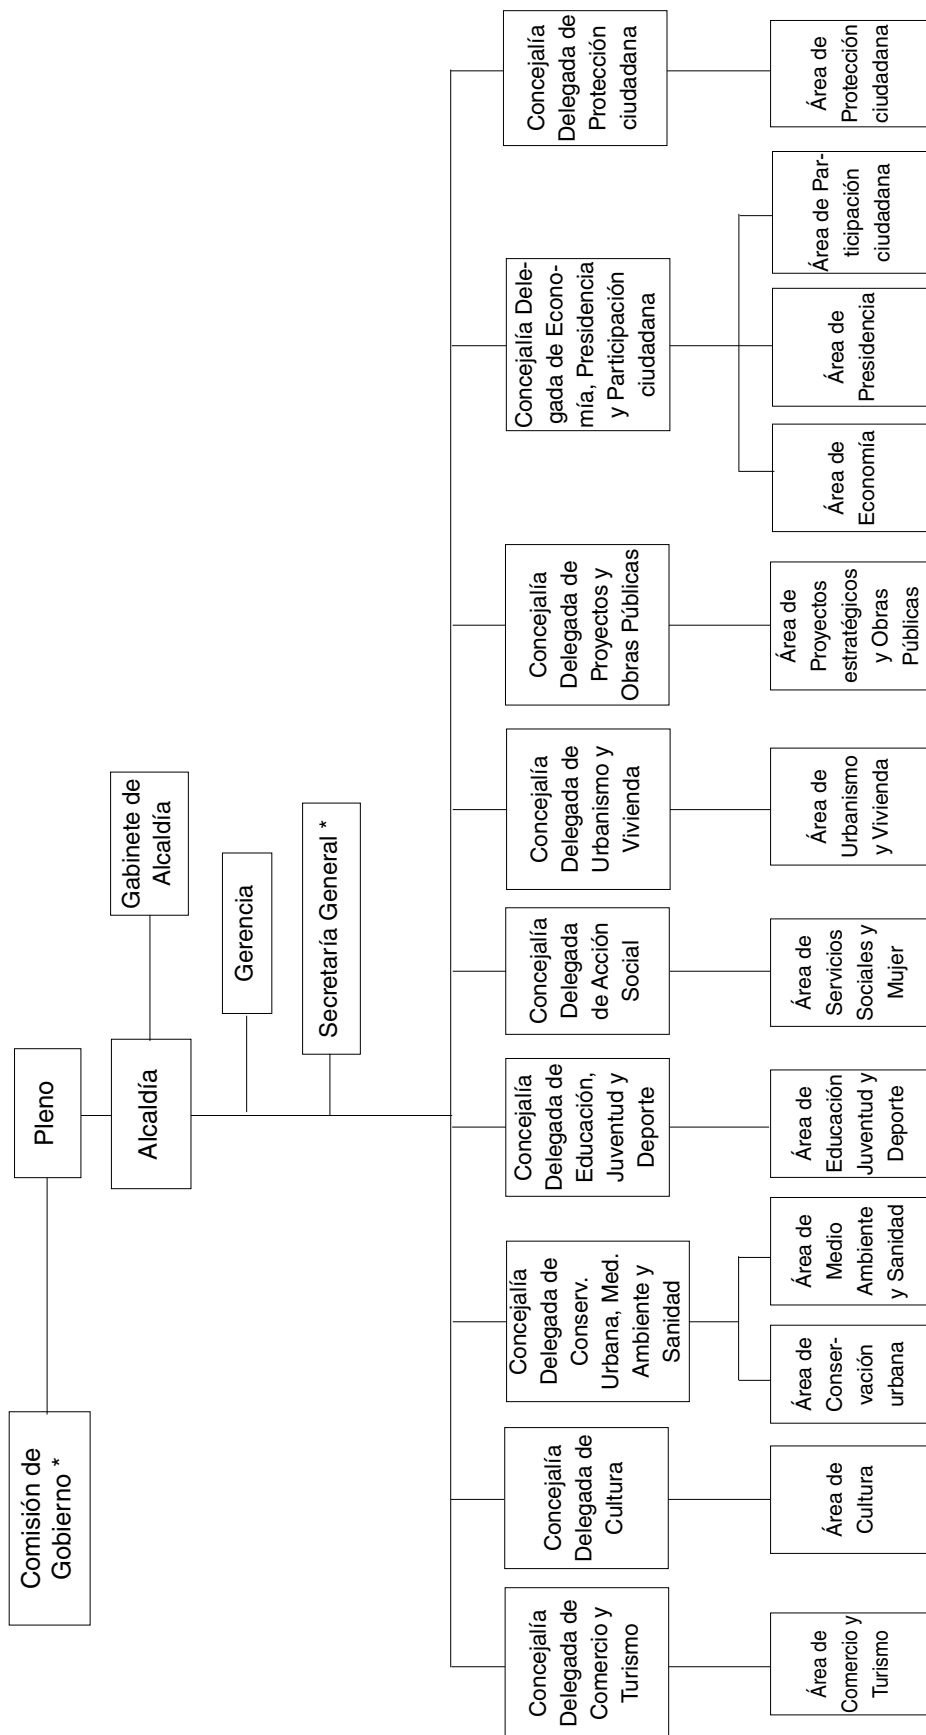 Comisión de
Gobierno *
Pleno
Alcaldía
Gabinete de
Alcaldía
Gerencia
Secretaría General *
Concejalía
Delegada de
Comercio y
Turismo
Concejalía
Delegada de
Cultura
Concejalía
Delegada de
Conserv.
Urbana, Med.
Ambiente y
Sanidad
Concejalía
Delegada de
Educación,
Juventud y
Deporte
Concejalía
Delegada
de Acción
Social
Concejalía
Delegada de
Urbanismo y
Vivienda
Concejalía
Delegada de
Proyectos y
Obras Públicas
Concejalía Dele-
gada de Econo-
mía, Presidencia
y Participación
ciudadana
Concejalía
Delegada de
Protección
ciudadana
Área de
Comercio y
Turismo
Área de
Cultura
Área de
Conser-
vación
urbana
Área de
Medio
Ambiente
y Sanidad
Área de
Educación
Juventud y
Deporte
Área de
Servicios
Sociales y
Mujer
Área de
Urbanismo
y Vivienda
Área de
Proyectos
estratégicos
y Obras
Públicas
Área de
Economía
Área de
Presidencia
Área de Par-
ticipación
ciudadana
Área de
Protección
ciudadana